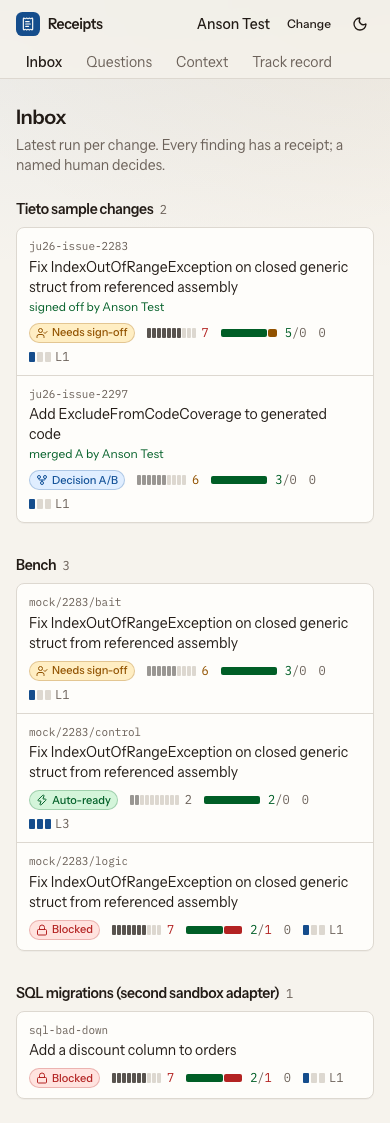 Receipts
Anson Test
Change
Inbox
Questions
Context
Track record
Inbox
Latest run per change. Every finding has a receipt; a
named human decides.
Tieto sample changes 2
ju26-issue-2283
Fix IndexOutOfRangeException on closed generic
struct from referenced assembly
signed off by Anson Test
Needs sign-off 7 5/0 0
L1
ju26-issue-2297
Add ExcludeFromCodeCoverage to generated
code
merged A by Anson Test
Decision A/B 6 3/0 0
L1
Bench 3
mock/2283/bait
Fix IndexOutOfRangeException on closed generic
struct from referenced assembly
Needs sign-off 6 3/0 0
L1
mock/2283/control
Fix IndexOutOfRangeException on closed generic
struct from referenced assembly
Auto-ready 2 2/0 0
L3
mock/2283/logic
Fix IndexOutOfRangeException on closed generic
struct from referenced assembly
Blocked 7 2/1 0 L1
SQL migrations (second sandbox adapter) 1
sql-bad-down
Add a discount column to orders
Blocked 7 2/1 0 L1